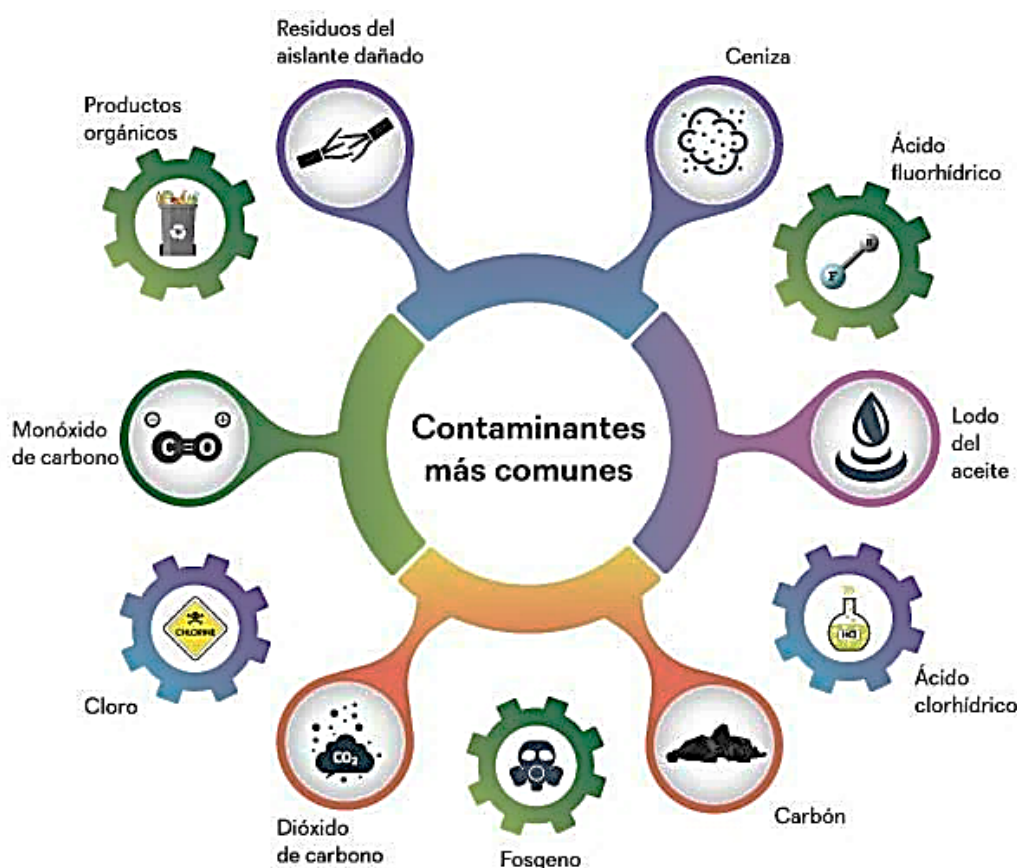 Residuos del
aislante dañado
Ceniza
Productos
orgánicos
Ácido
fluorhídrico
F
H
Monóxido
de carbono
C=O
Contaminantes
más comunes
Lodo
del
aceite
CHLORINE
Cloro
HCl
Ácido
clorhídrico
CO₂
Dióxido
de carbono
Fosgeno
Carbón